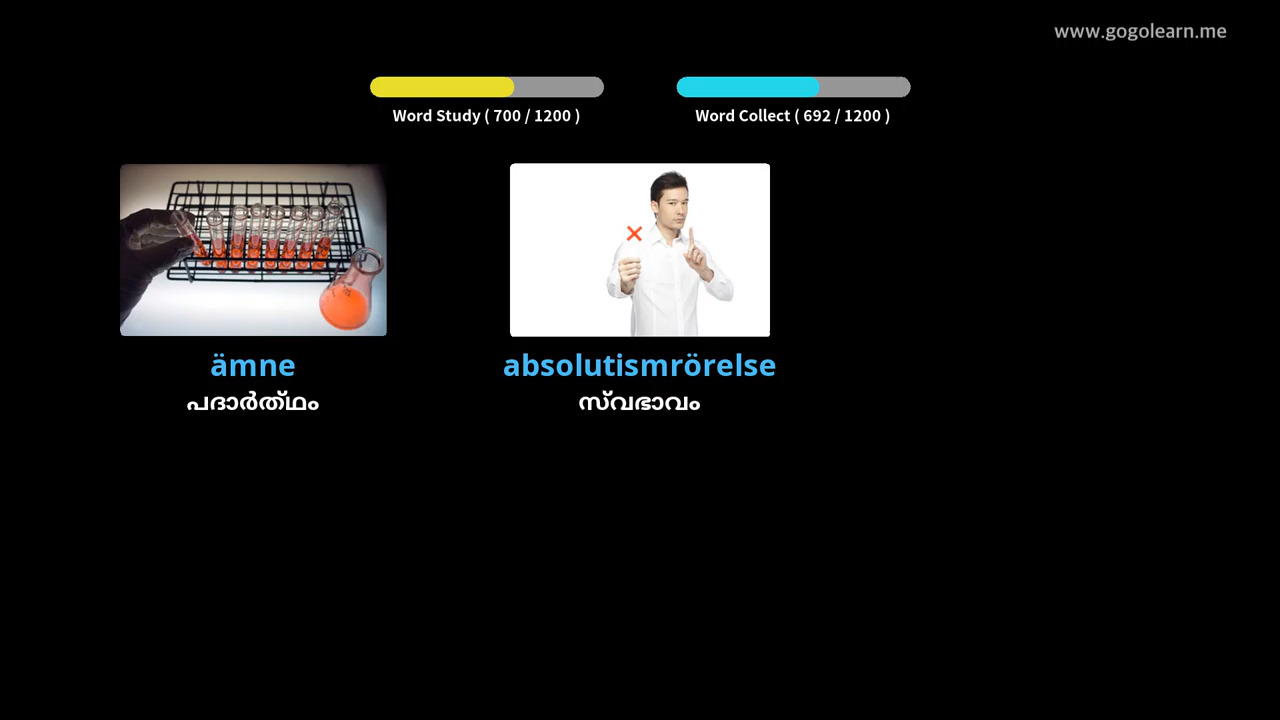 www.gogolearn.me
Word Study ( 700 / 1200 )
Word Collect ( 692 / 1200 )
ämne
പദാർത്ഥം
absolutismrörelse
സ്വഭാവം